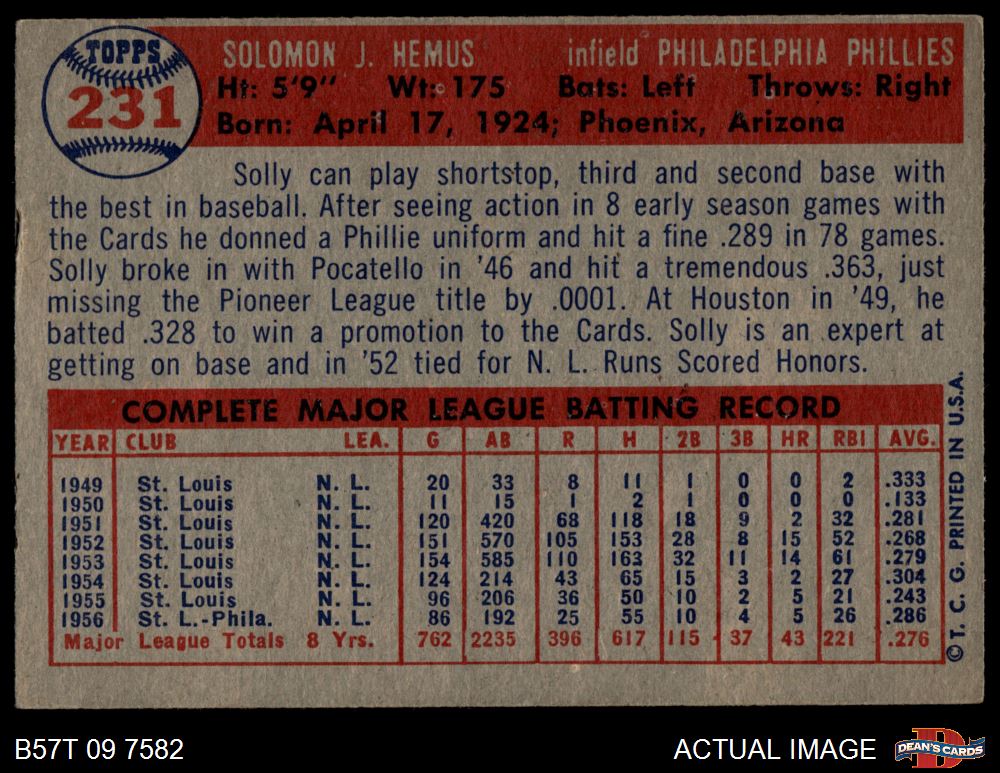 TOPPS
231
SOLOMON J. HEMUS infield PHILADELPHIA PHILLIES
Ht: 5'9" Wt: 175 Bats: Left Throws: Right
Born: April 17, 1924; Phoenix, Arizona
Solly can play shortstop, third and second base with
the best in baseball. After seeing action in 8 early season games with
the Cards he donned a Phillie uniform and hit a fine .289 in 78 games.
Solly broke in with Pocatello in '46 and hit a tremendous .363, just
missing the Pioneer League title by .0001. At Houston in '49, he
batted .328 to win a promotion to the Cards. Solly is an expert at
getting on base and in '52 tied for N. L. Runs Scored Honors.
COMPLETE MAJOR LEAGUE BATTING RECORD
YEAR CLUB LEA. G AB R H 2B 3B HR RBI AVG.
1949 St. Louis N. L. 20 33 8 11 1 0 0 2 .333
1950 St. Louis N. L. 11 15 1 2 1 0 0 0 .133
1951 St. Louis N. L. 120 420 68 118 18 9 2 32 .281
1952 St. Louis N. L. 151 570 105 153 28 8 15 52 .268
1953 St. Louis N. L. 154 585 110 163 32 11 14 61 .279
1954 St. Louis N. L. 124 214 43 65 15 3 2 27 .304
1955 St. Louis N. L. 96 206 36 50 10 2 5 21 .243
1956 St. L.-Phila. N. L. 86 192 25 55 10 4 5 26 .286
Major League Totals 8 Yrs. 762 2235 396 617 115 37 43 221 .276
©T. C. G. PRINTED IN U.S.A.
B57T 09 7582
ACTUAL IMAGE
DEAN'S CARDS